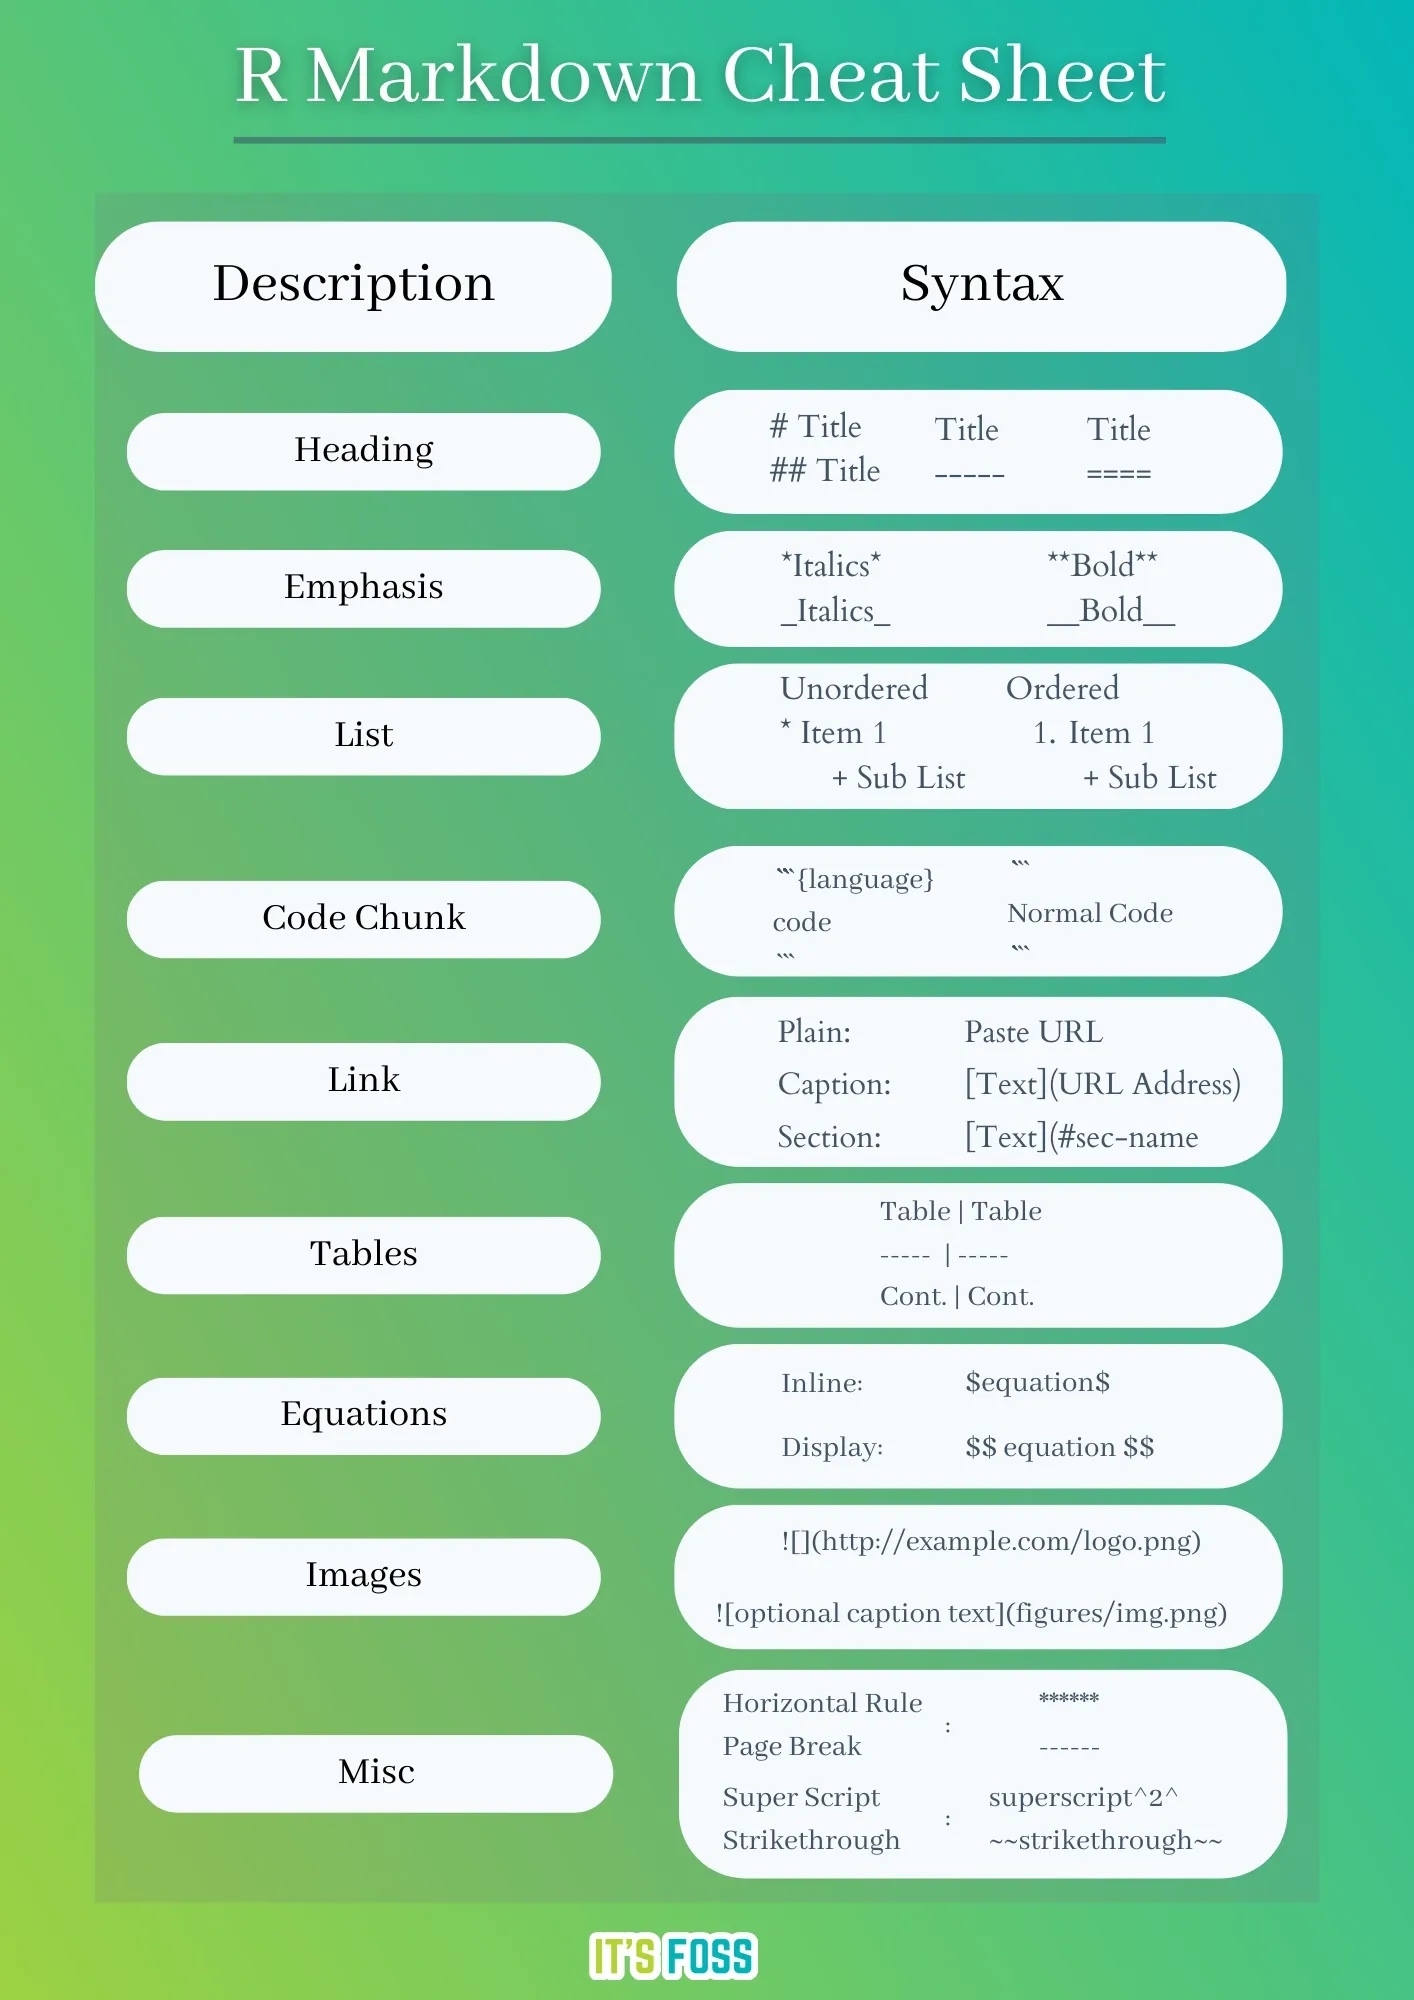 R Markdown Cheat Sheet
Description
Syntax
Heading
# Title
## Title
Title
-----
Title
====
Emphasis
*Italics*
_Italics_
**Bold**
__Bold__
List
Unordered
* Item 1
+ Sub List
Ordered
1. Item 1
+ Sub List
Code Chunk
```{language}
code
```
```
Normal Code
```
Link
Plain: Paste URL
Caption: [Text](URL Address)
Section: [Text](#sec-name
Tables
Table | Table
----- | -----
Cont. | Cont.
Equations
Inline: $equation$
Display: $$ equation $$
Images
![](http://example.com/logo.png)
![optional caption text](figures/img.png)
Misc
Horizontal Rule
Page Break
:
******
------
Super Script
Strikethrough
:
superscript^2^
~~strikethrough~~
IT'S FOSS